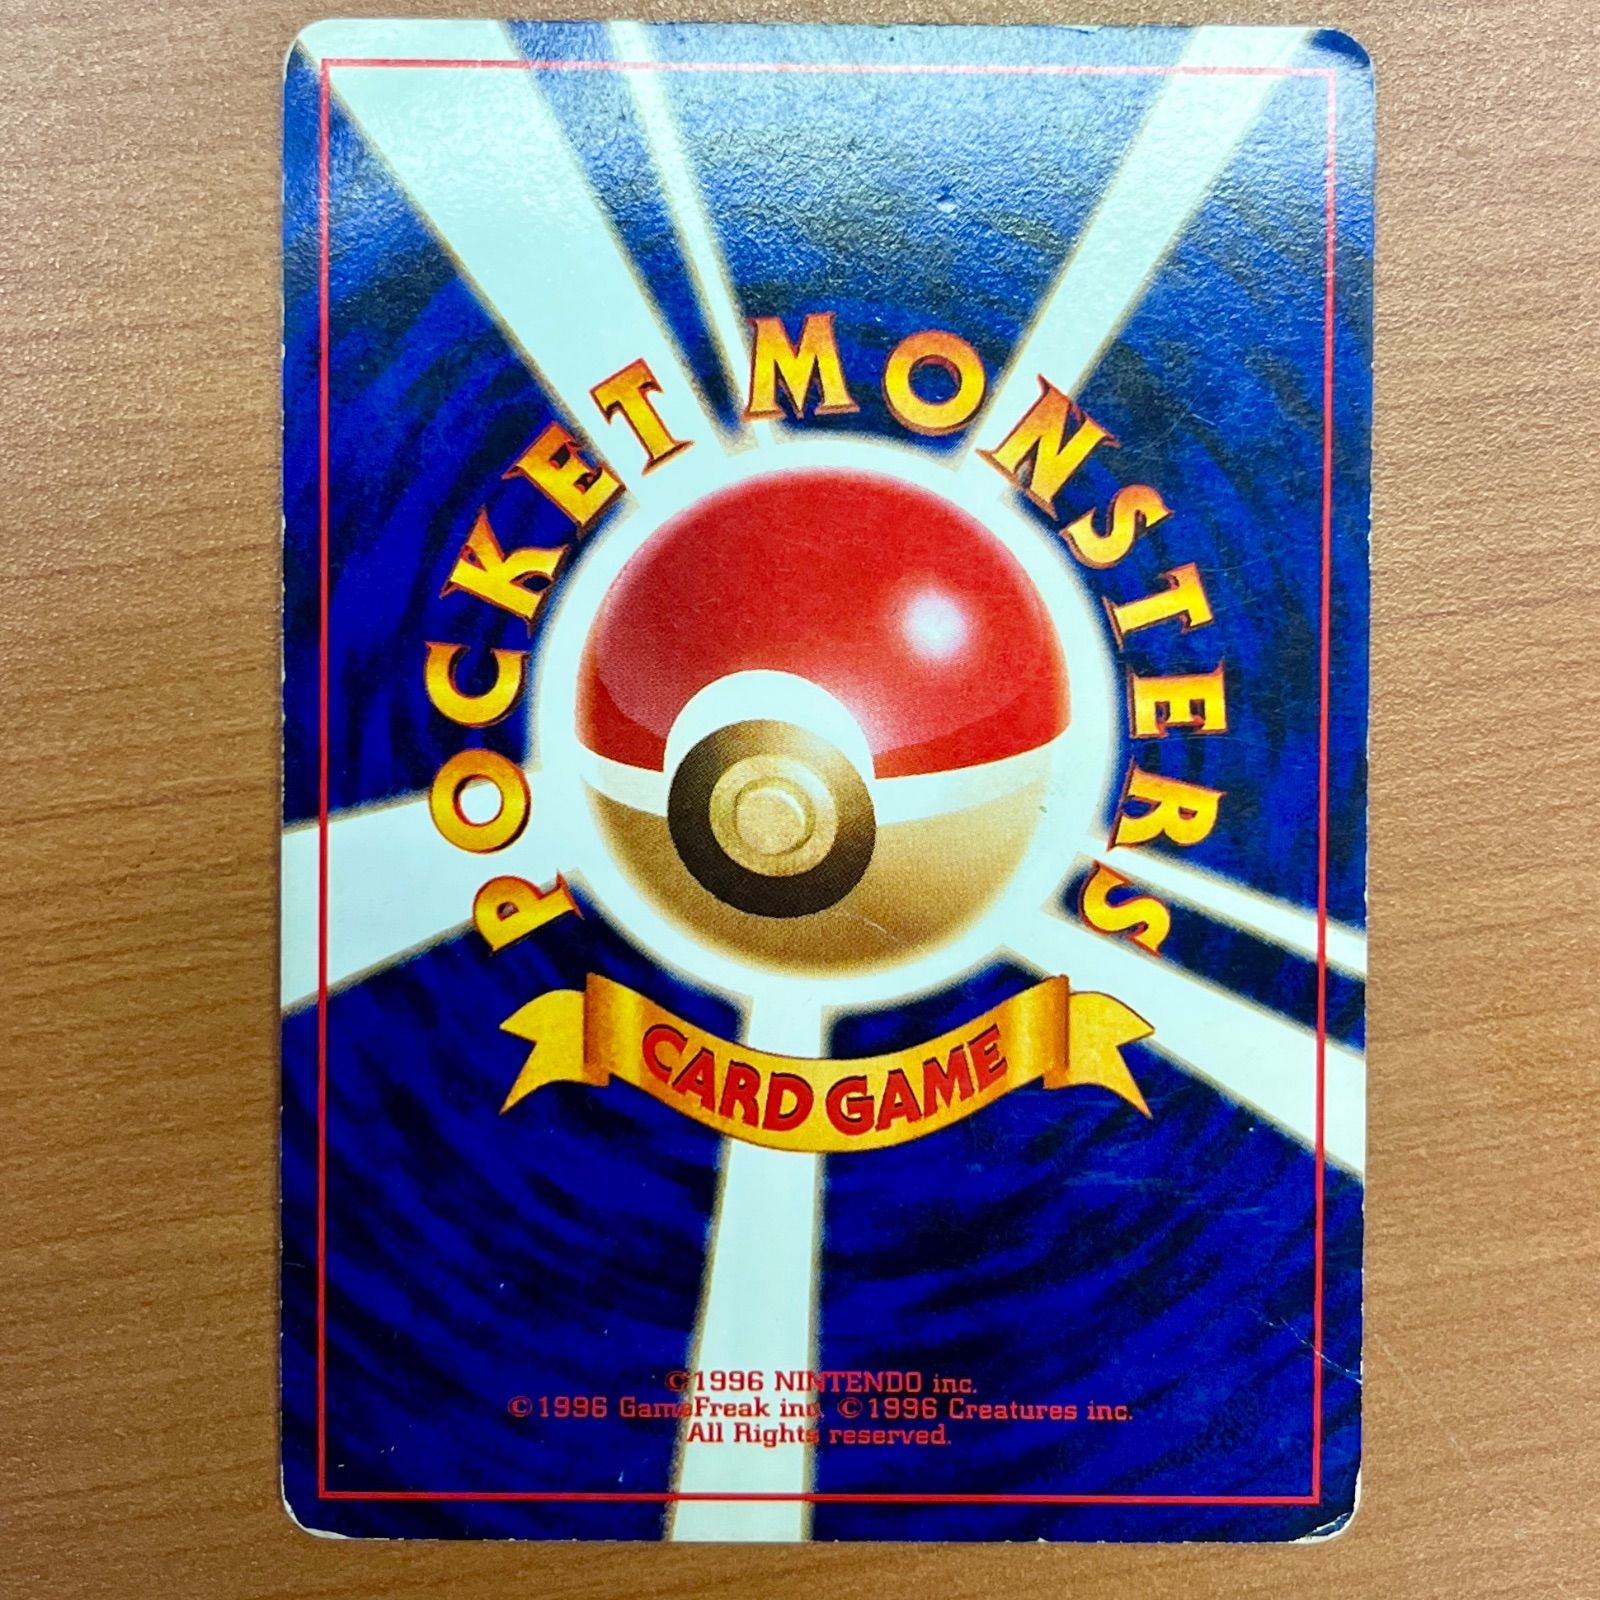 POCKET MONSTERS
CARD GAME
©1996 NINTENDO inc.
©1996 GameFreak inc. ©1996 Creatures inc.
All Rights reserved.